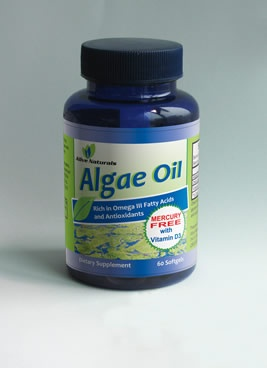 Alive Naturals
Algae Oil
Rich in Omega III Fatty Acids
and Antioxidants
MERCURY
FREE
with
Vitamin D3
Dietary Supplement
60 Softgels